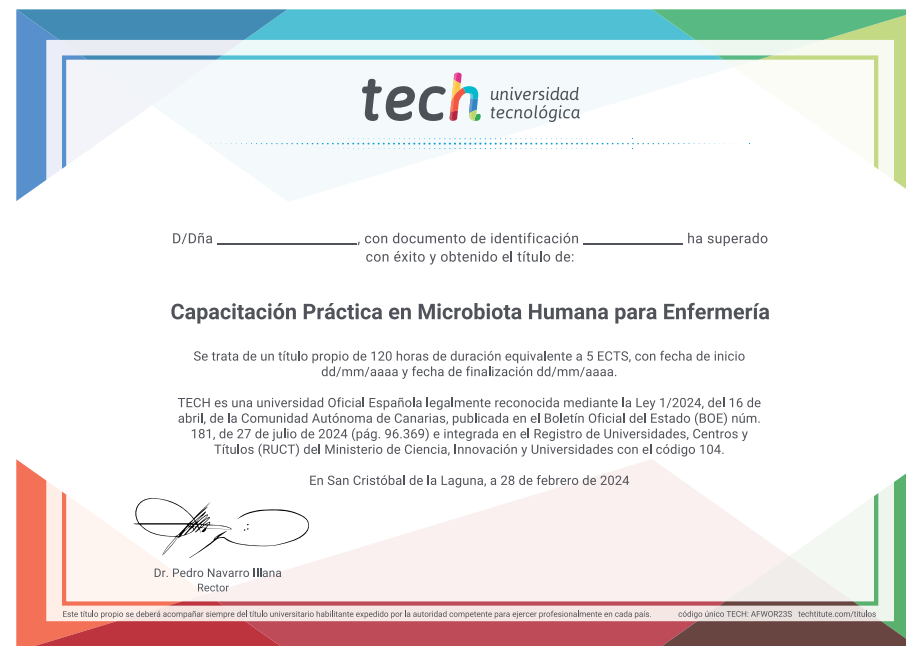 tech universidad
tecnológica
D/Dña ____________________, con documento de identificación ______________ ha superado
con éxito y obtenido el título de:
Capacitación Práctica en Microbiota Humana para Enfermería
Se trata de un título propio de 120 horas de duración equivalente a 5 ECTS, con fecha de inicio
dd/mm/aaaa y fecha de finalización dd/mm/aaaa.
TECH es una universidad Oficial Española legalmente reconocida mediante la Ley 1/2024, del 16 de
abril, de la Comunidad Autónoma de Canarias, publicada en el Boletín Oficial del Estado (BOE) núm.
181, de 27 de julio de 2024 (pág. 96.369) e integrada en el Registro de Universidades, Centros y
Títulos (RUCT) del Ministerio de Ciencia, Innovación y Universidades con el código 104.
En San Cristóbal de la Laguna, a 28 de febrero de 2024
Dr. Pedro Navarro Illana
Rector
Este título propio se deberá acompañar siempre del título universitario habilitante expedido por la autoridad competente para ejercer profesionalmente en cada país. código único TECH: AFWOR23S techtitute.com/titulos